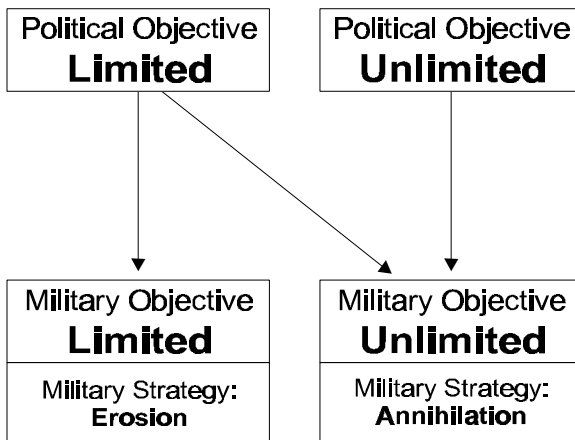 Political Objective
Limited
Political Objective
Unlimited
Military Objective
Limited
Military Strategy:
Erosion
Military Objective
Unlimited
Military Strategy:
Annihilation